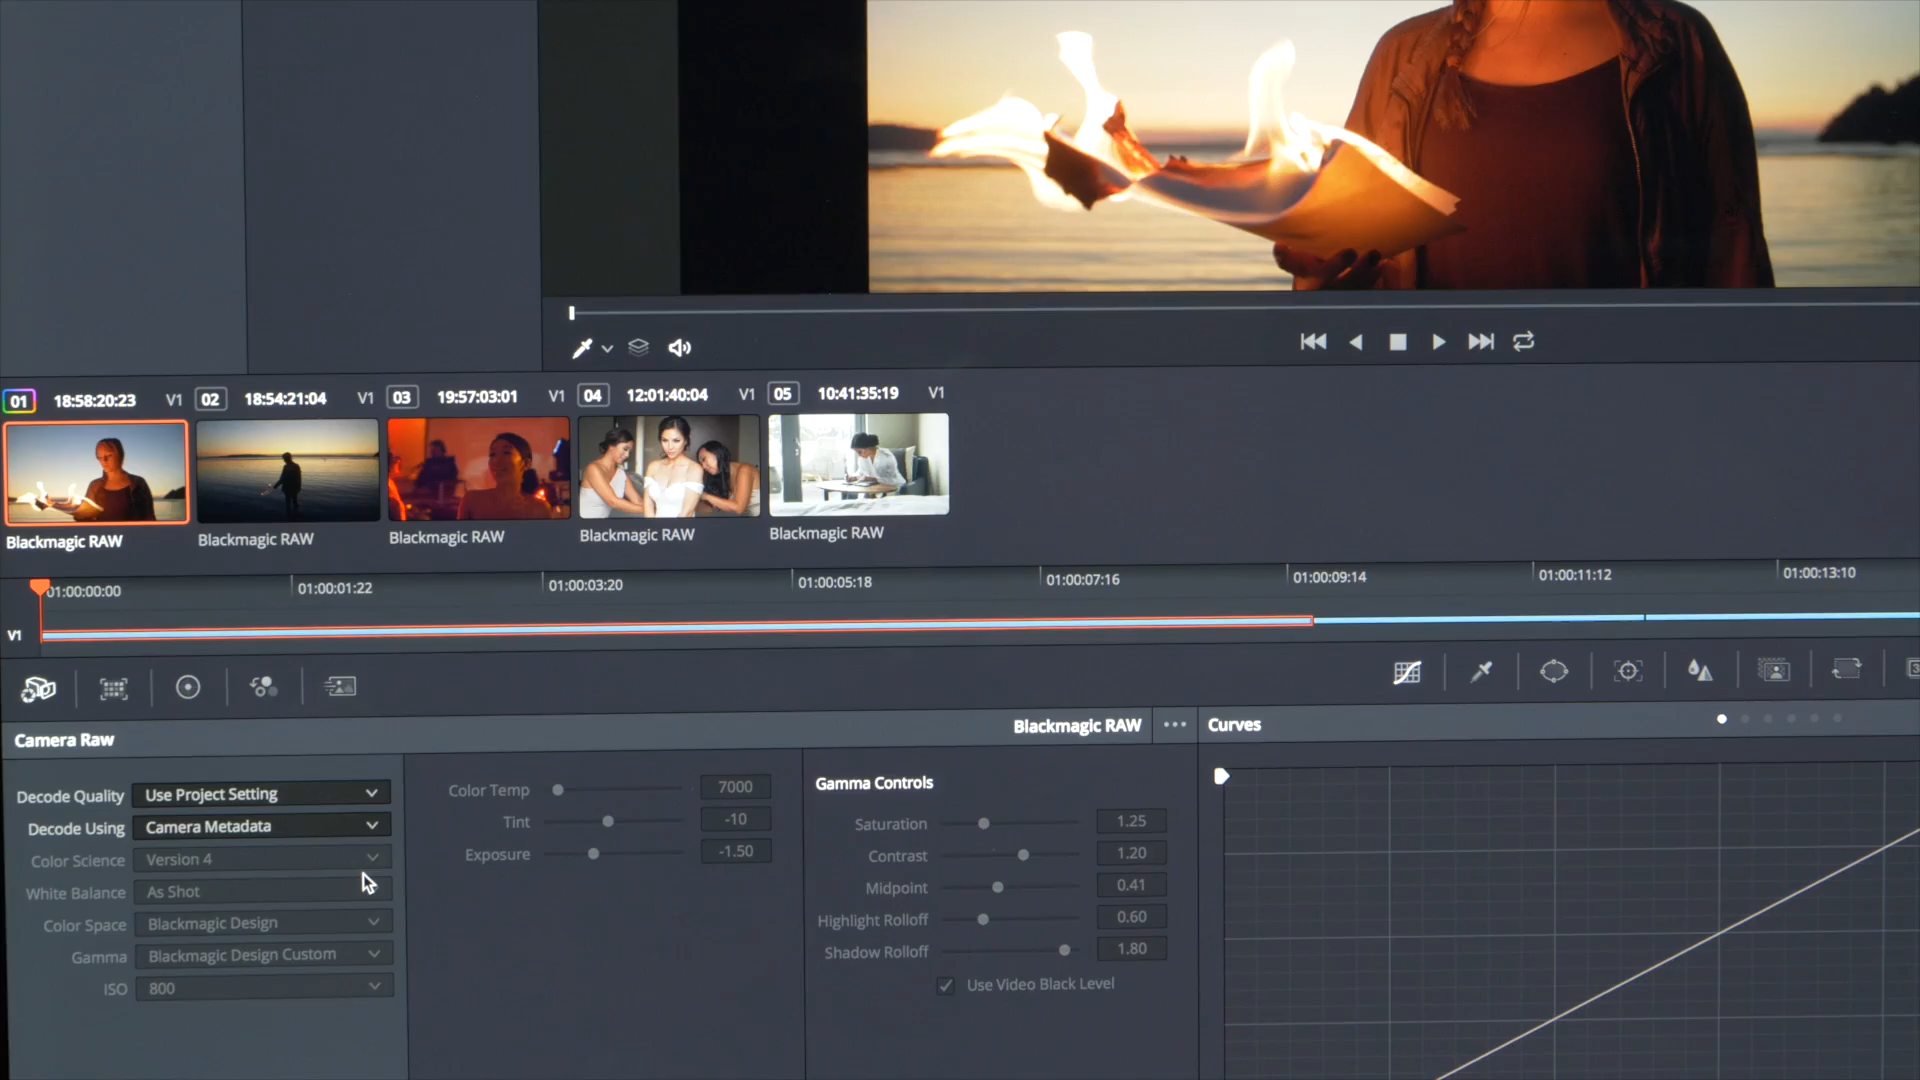 01 18:58:20:23 V1 02 18:54:21:04 V1 03 19:57:03:01 V1 04 12:01:40:04 V1 05 10:41:35:19 V1
Blackmagic RAW Blackmagic RAW Blackmagic RAW Blackmagic RAW Blackmagic RAW
01:00:00:00 01:00:01:22 01:00:03:20 01:00:05:18 01:00:07:16 01:00:09:14 01:00:11:12 01:00:13:10
V1
Camera Raw Blackmagic RAW ••• Curves
Decode Quality Use Project Setting
Decode Using Camera Metadata
Color Science Version 4
White Balance As Shot
Color Space Blackmagic Design
Gamma Blackmagic Design Custom
ISO 800
Color Temp 7000
Tint -10
Exposure -1.50
Gamma Controls
Saturation 1.25
Contrast 1.20
Midpoint 0.41
Highlight Rolloff 0.60
Shadow Rolloff 1.80
Use Video Black Level